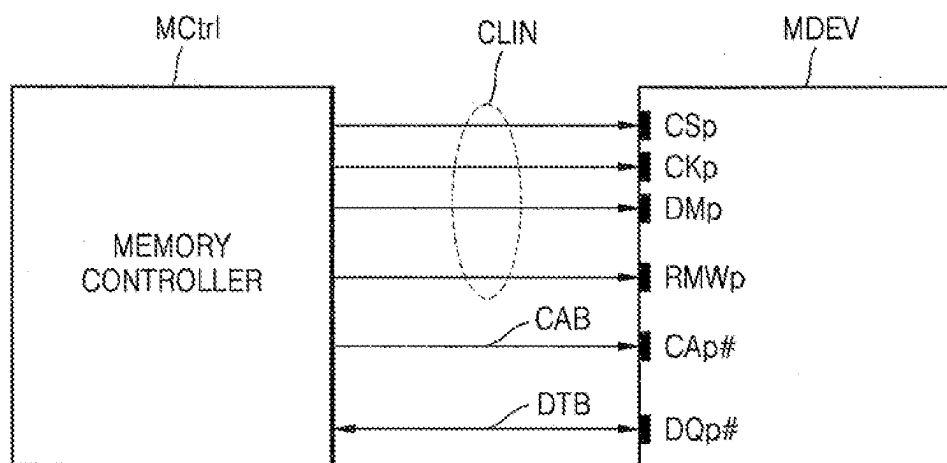 MCtrl
CLIN
MDEV
CSp
CKp
DMp
MEMORY
CONTROLLER
RMWp
CAB
CAp#
DTB
DQp#